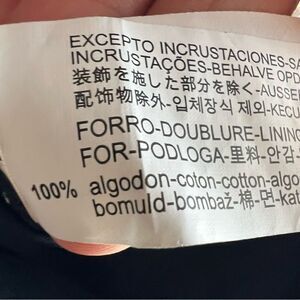 EXCEPTO INCRUSTACIONES-SA
INCRUSTAÇÕES-BEHALVE OPD
装飾を施した部分を除く-AUSSER
配饰物除外-입체장식 제외-KECU
FORRO-DOUBLURE-LINING
FOR-PODLOGA-里料-안감-
100% algodon-coton-cotton-algo
bomuld-bombaž-棉-면-kat